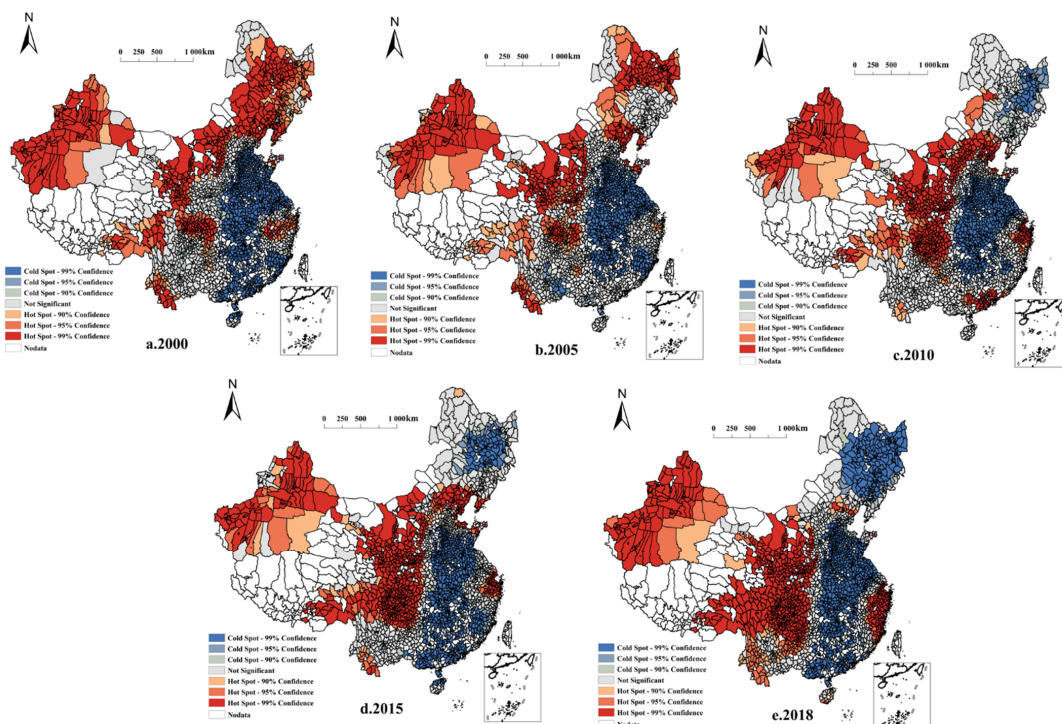 N
0 250 500 1 000km
Cold Spot - 99% Confidence
Cold Spot - 95% Confidence
Cold Spot - 90% Confidence
Not Significant
Hot Spot - 90% Confidence
Hot Spot - 95% Confidence
Hot Spot - 99% Confidence
Nodata
a.2000
N
0 250 500 1 000km
Cold Spot - 99% Confidence
Cold Spot - 95% Confidence
Cold Spot - 90% Confidence
Not Significant
Hot Spot - 90% Confidence
Hot Spot - 95% Confidence
Hot Spot - 99% Confidence
Nodata
b.2005
N
0 250 500 1 000km
Cold Spot - 99% Confidence
Cold Spot - 95% Confidence
Cold Spot - 90% Confidence
Not Significant
Hot Spot - 90% Confidence
Hot Spot - 95% Confidence
Hot Spot - 99% Confidence
Nodata
c.2010
N
0 250 500 1 000km
Cold Spot - 99% Confidence
Cold Spot - 95% Confidence
Cold Spot - 90% Confidence
Not Significant
Hot Spot - 90% Confidence
Hot Spot - 95% Confidence
Hot Spot - 99% Confidence
Nodata
d.2015
N
0 250 500 1 000km
Cold Spot - 99% Confidence
Cold Spot - 95% Confidence
Cold Spot - 90% Confidence
Not Significant
Hot Spot - 90% Confidence
Hot Spot - 95% Confidence
Hot Spot - 99% Confidence
Nodata
e.2018